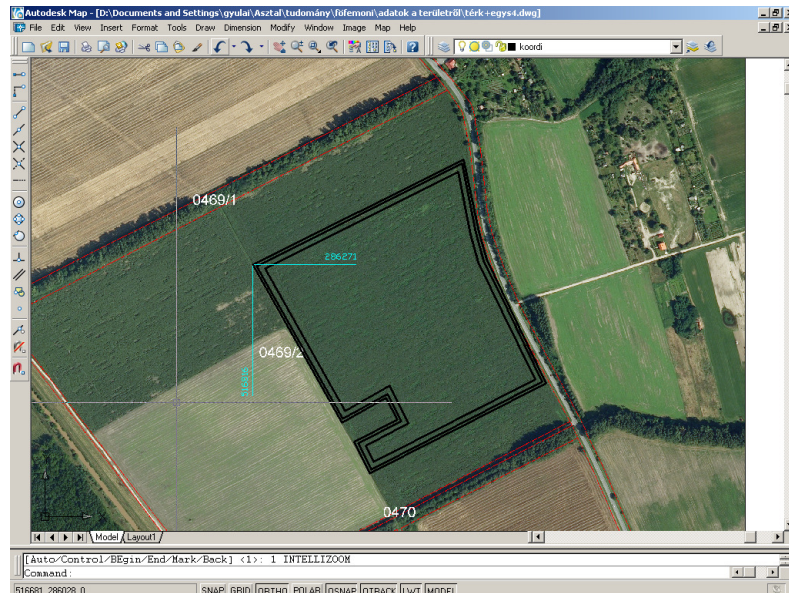 Autodesk Map - [D:\Documents and Settings\gyulai\Asztal\tudomány\főfemoni\adatok a területről\térk+egys4.dwg]
File Edit View Insert Format Tools Draw Dimension Modify Window Image Map Help
koordi
0469/1
286271
0469/2
0470
Model Layout1
[Auto/Control/BEgin/End/Mark/Back] <1>: 1 INTELLIZOOM
Command:
516681, 286028, 0 SNAP GRID ORTHO POLAR OSNAP OTRACK LWT MODEL